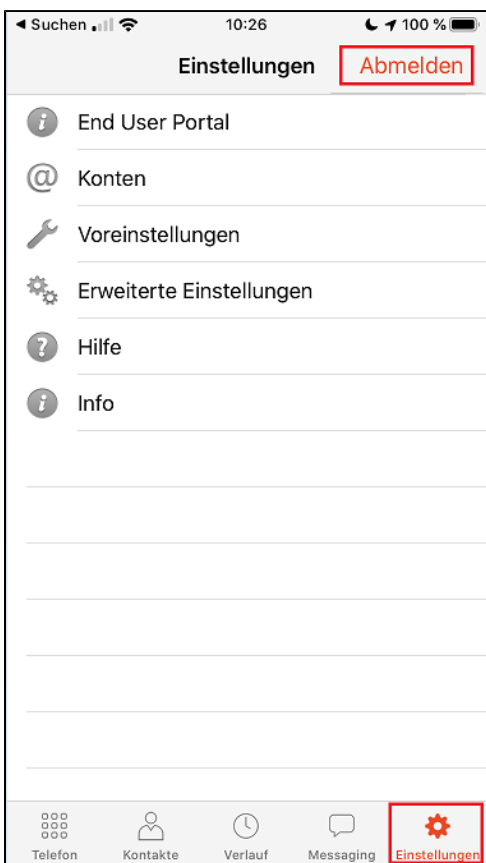 Suchen 10:26 100 %
Einstellungen Abmelden
End User Portal
Konten
Voreinstellungen
Erweiterte Einstellungen
Hilfe
Info
Telefon Kontakte Verlauf Messaging Einstellungen